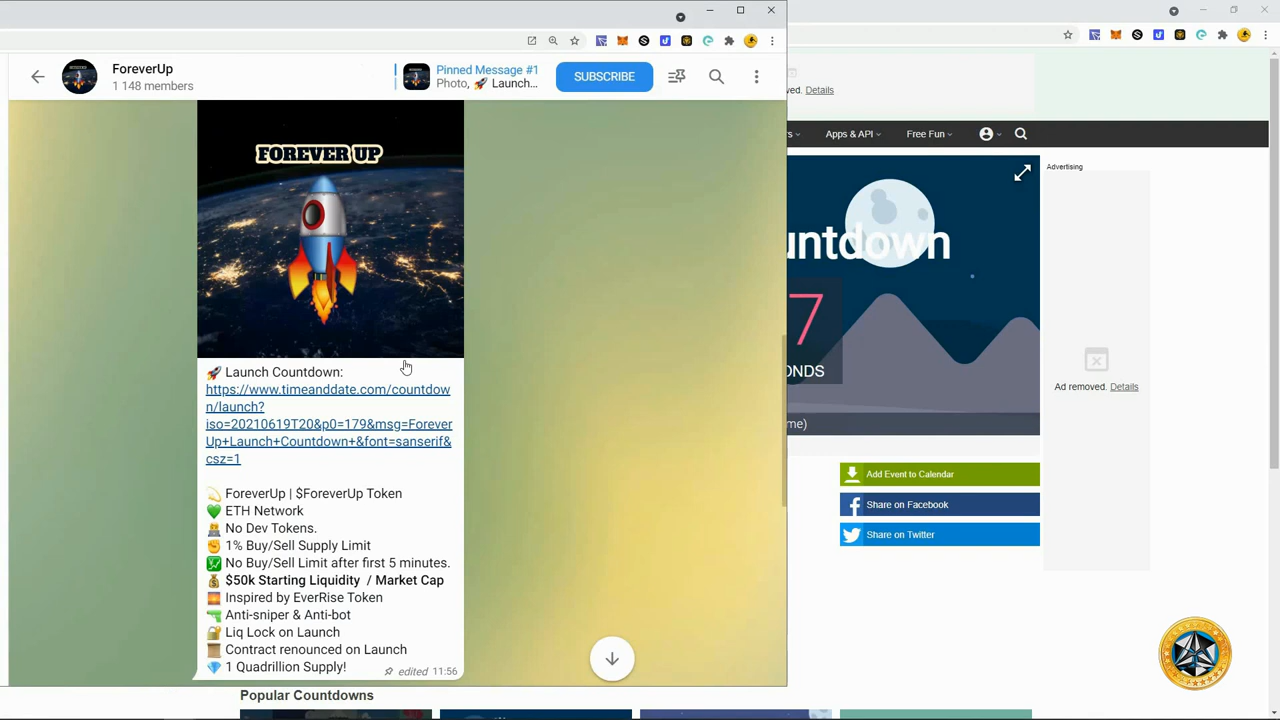 ForeverUp
1 148 members
Pinned Message #1
Photo, 🚀 Launch...
SUBSCRIBE
FOREVER UP
🚀 Launch Countdown:
https://www.timeanddate.com/countdow
n/launch?
iso=20210619T20&p0=179&msg=Forever
Up+Launch+Countdown+&font=sanserif&
csz=1
💫 ForeverUp | $ForeverUp Token
💚 ETH Network
No Dev Tokens.
✊ 1% Buy/Sell Supply Limit
💹 No Buy/Sell Limit after first 5 minutes.
💰 $50k Starting Liquidity / Market Cap
🌅 Inspired by EverRise Token
🔫 Anti-sniper & Anti-bot
🔐 Liq Lock on Launch
📜 Contract renounced on Launch
💎 1 Quadrillion Supply!
edited 11:56
ved. Details
rs
Apps & API
Free Fun
Advertising
untdown
7
ONDS
me)
Ad removed. Details
Add Event to Calendar
Share on Facebook
Share on Twitter
Popular Countdowns